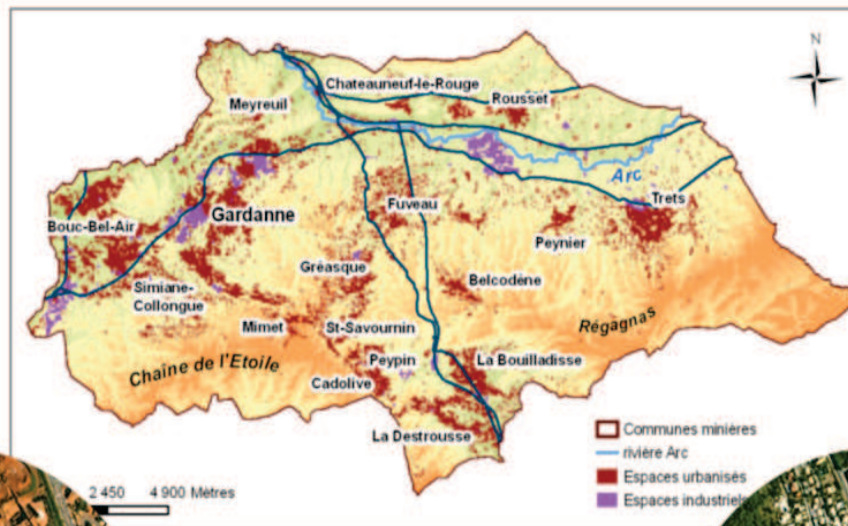 N
Chateauneuf-le-Rouge
Meyreuil
Rousset
Arc
Trets
Fuveau
Gardanne
Bouc-Bel-Air
Peynier
Gréasque
Belcodène
Simiane-
Collongue
Mimet
St-Savournin
Régagnas
Chaîne de l'Etoile
Peypin
La Bouilladisse
Cadolive
La Destrousse
Communes minières
rivière Arc
Espaces urbanisés
Espaces industriels
2 450
4 900 Mètres